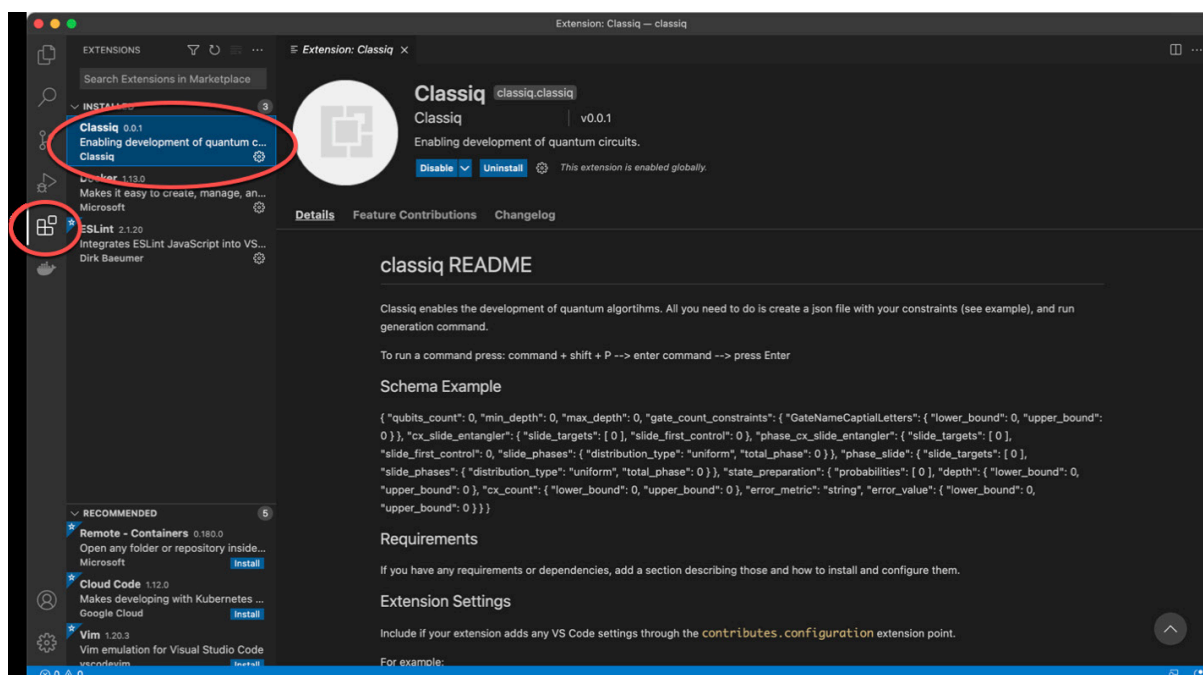 Extension: Classiq — classiq
EXTENSIONS
Search Extensions in Marketplace
INSTALLED
3
Classiq 0.0.1
Enabling development of quantum c...
Classiq
Docker 1.13.0
Makes it easy to create, manage, an...
Microsoft
ESLint 2.1.20
Integrates ESLint JavaScript into VS...
Dirk Baeumer
RECOMMENDED
5
Remote - Containers 0.180.0
Open any folder or repository inside...
Microsoft
Install
Cloud Code 1.12.0
Makes developing with Kubernetes ...
Google Cloud
Install
Vim 1.20.3
Vim emulation for Visual Studio Code
vscodevim
Install
0 0
Extension: Classiq
Classiq classiq.classiq
Classiq v0.0.1
Enabling development of quantum circuits.
Disable Uninstall This extension is enabled globally.
Details Feature Contributions Changelog
classiq README
Classiq enables the development of quantum algortihms. All you need to do is create a json file with your constraints (see example), and run
generation command.
To run a command press: command + shift + P --> enter command --> press Enter
Schema Example
{ "qubits_count": 0, "min_depth": 0, "max_depth": 0, "gate_count_constraints": { "GateNameCaptialLetters": { "lower_bound": 0, "upper_bound":
0 } }, "cx_slide_entangler": { "slide_targets": [ 0 ], "slide_first_control": 0 }, "phase_cx_slide_entangler": { "slide_targets": [ 0 ],
"slide_first_control": 0, "slide_phases": { "distribution_type": "uniform", "total_phase": 0 } }, "phase_slide": { "slide_targets": [ 0 ],
"slide_phases": { "distribution_type": "uniform", "total_phase": 0 } }, "state_preparation": { "probabilities": [ 0 ], "depth": { "lower_bound": 0,
"upper_bound": 0 }, "cx_count": { "lower_bound": 0, "upper_bound": 0 }, "error_metric": "string", "error_value": { "lower_bound": 0,
"upper_bound": 0 } } }
Requirements
If you have any requirements or dependencies, add a section describing those and how to install and configure them.
Extension Settings
Include if your extension adds any VS Code settings through the contributes.configuration extension point.
For example: